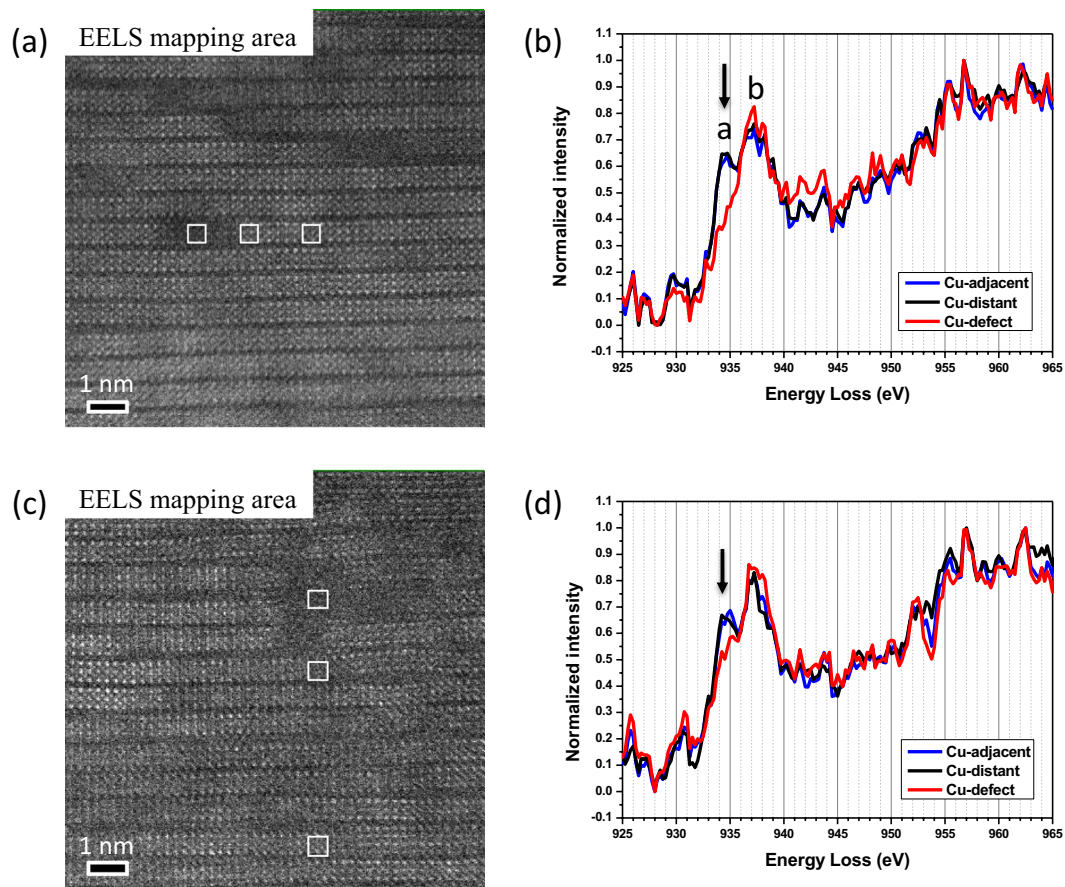 (a)
EELS mapping area
1 nm
(b)
1.1
1.0
0.9
0.8
0.7
0.6
0.5
0.4
0.3
0.2
0.1
0.0
-0.1
Normalized intensity
a
b
Cu-adjacent
Cu-distant
Cu-defect
925 930 935 940 945 950 955 960 965
Energy Loss (eV)
(c)
EELS mapping area
1 nm
(d)
1.1
1.0
0.9
0.8
0.7
0.6
0.5
0.4
0.3
0.2
0.1
0.0
-0.1
Normalized intensity
Cu-adjacent
Cu-distant
Cu-defect
925 930 935 940 945 950 955 960 965
Energy Loss (eV)